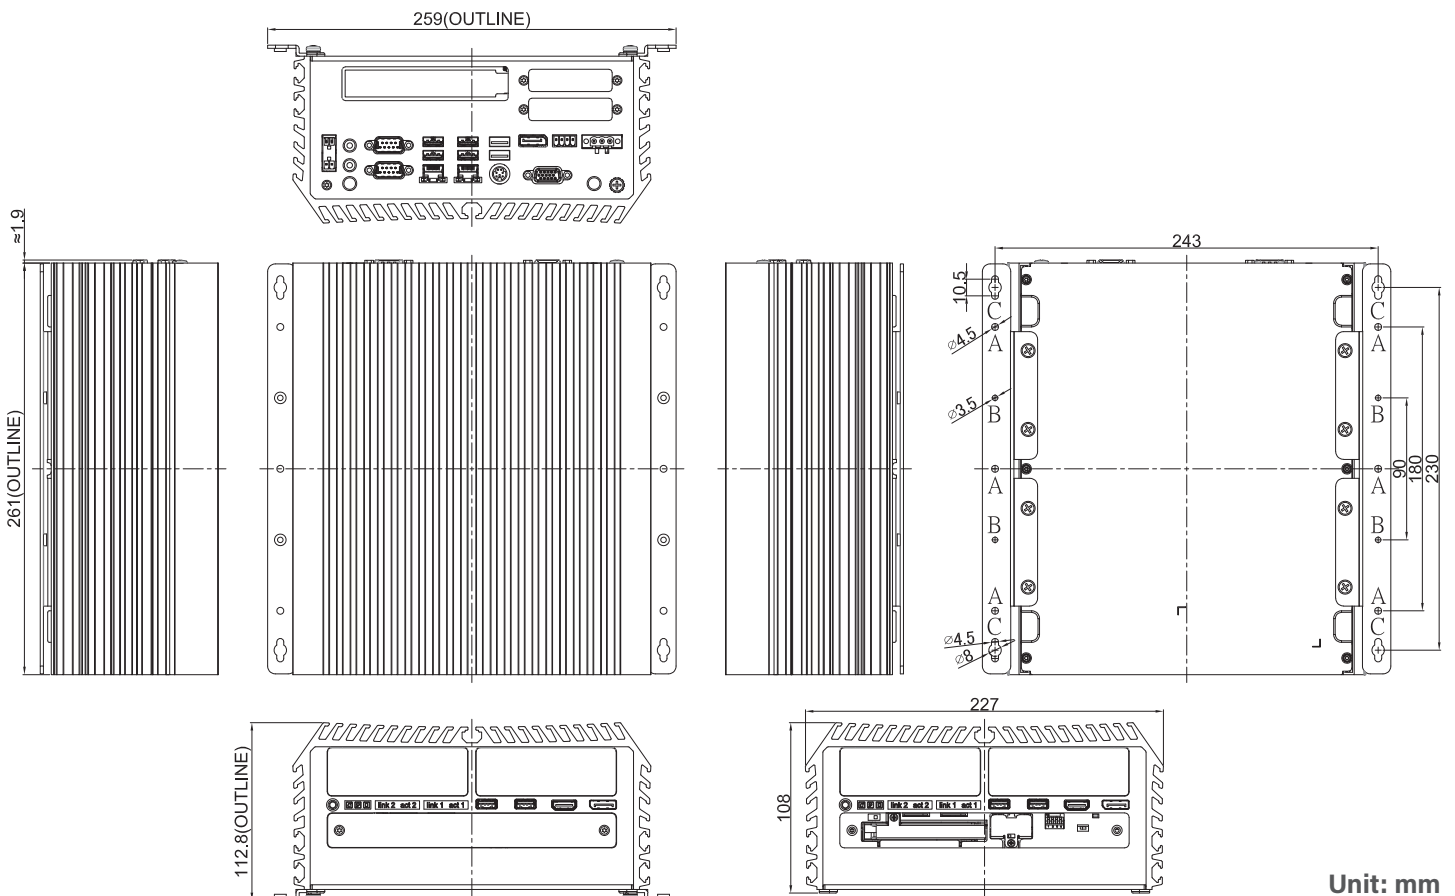 259(OUTLINE)
≈1.9
261(OUTLINE)
243
10.5
C
C
⌀4.5
A
A
⌀3.5
B
B
90
180
230
A
A
B
B
A
A
⌀4.5
C
C
⌀8
112.8(OUTLINE)
link 2 act 2
link 1 act 1
227
108
link 2 act 2
link 1 act 1
Unit: mm